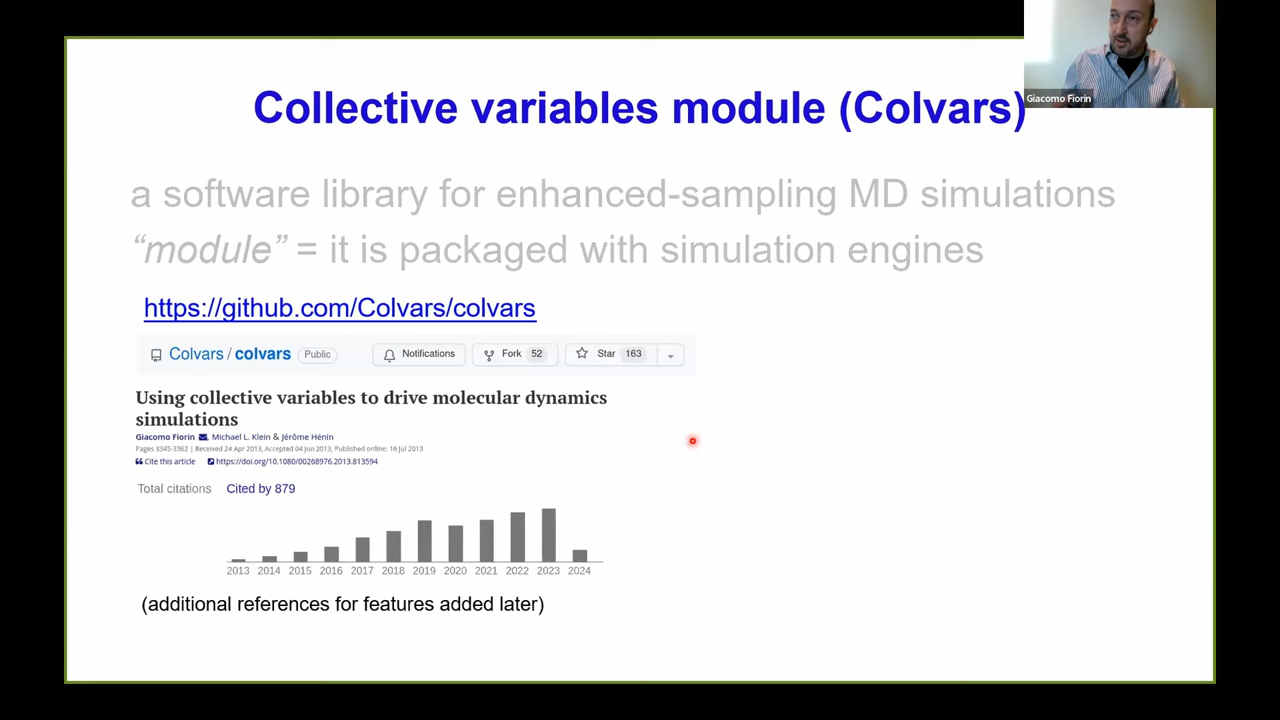 Giacomo Fiorin
Collective variables module (Colvars)
a software library for enhanced-sampling MD simulations
“module” = it is packaged with simulation engines
https://github.com/Colvars/colvars
Colvars / colvars Public Notifications Fork 52 Star 163
Using collective variables to drive molecular dynamics
simulations
Giacomo Fiorin, Michael L. Klein & Jérôme Hénin
Pages 3345-3362 | Received 24 Apr 2013, Accepted 04 Jun 2013, Published online: 16 Jul 2013
Cite this article https://doi.org/10.1080/00268976.2013.813594
Total citations Cited by 879
2013 2014 2015 2016 2017 2018 2019 2020 2021 2022 2023 2024
(additional references for features added later)